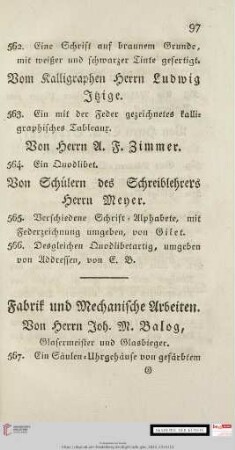 97
562. Eine Schrift auf braunem Grunde,
mit weißer und schwarzer Tinte gefertigt.
Vom Kalligraphen Herrn Ludwig
Itzige.
563. Ein mit der Feder gezeichnetes kalli-
graphisches Tableaux.
Von Herrn A. F. Zimmer.
564. Ein Quodlibet.
Von Schülern des Schreiblehrers
Herrn Meyer.
565. Verschiedene Schrift-Alphabete, mit
Federzeichnung umgeben, von Gilet.
566. Desgleichen Quodlibetartig, umgeben
von Addressen, von E. B.
Fabrik und Mechanische Arbeiten.
Von Herrn Joh. M. Balog,
Glasermeister und Glasbieger.
567. Ein Säulen-Uhrgehäuse von gefärbtem
G